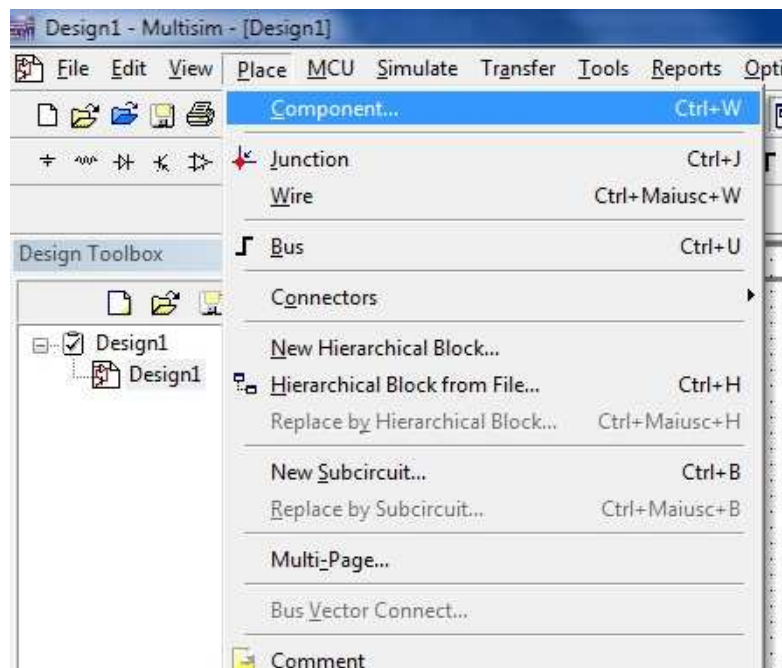 Design1 - Multisim - [Design1]
File Edit View Place MCU Simulate Transfer Tools Reports
Component... Ctrl+W
Junction Ctrl+J
Wire Ctrl+Maiusc+W
Bus Ctrl+U
Design Toolbox
Connectors
Design1
New Hierarchical Block...
Design1
Hierarchical Block from File... Ctrl+H
Replace by Hierarchical Block... Ctrl+Maiusc+H
New Subcircuit... Ctrl+B
Replace by Subcircuit... Ctrl+Maiusc+B
Multi-Page...
Bus Vector Connect...
Comment